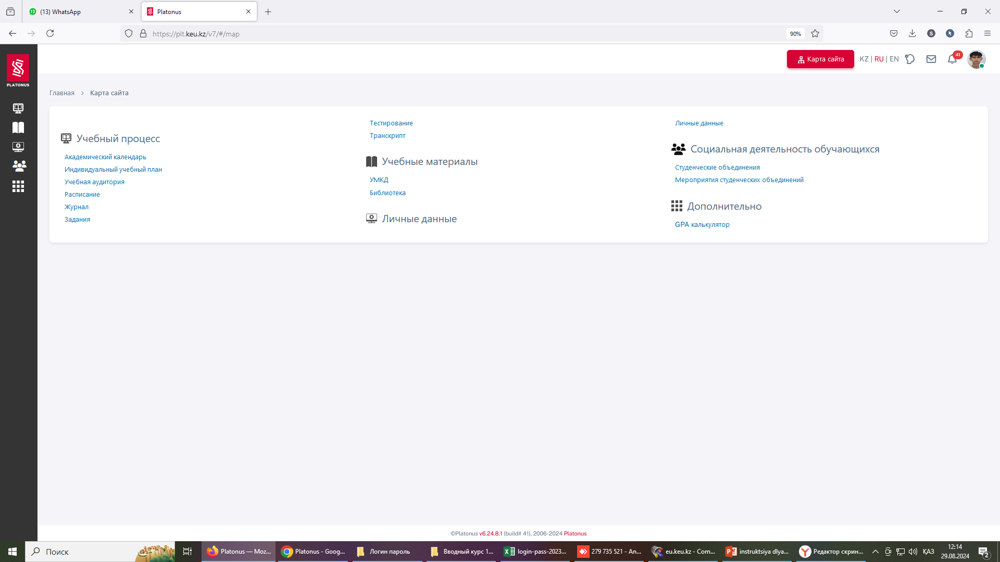 (13) WhatsApp
Platonus
https://plt.keu.kz/v7/#/map
90%
S
PLATONUS
Карта сайта
KZ | RU | EN
41
Главная > Карта сайта
Учебный процесс
Академический календарь
Индивидуальный учебный план
Учебная аудитория
Расписание
Журнал
Задания
Тестирование
Транскрипт
Учебные материалы
УМКД
Библиотека
Личные данные
Личные данные
Социальная деятельность обучающихся
Студенческие объединения
Мероприятия студенческих объединений
Дополнительно
GPA калькулятор
©Platonus v6.24.8.1 (build# 41), 2006-2024 Platonus
Поиск
Platonus — Moz...
Platonus - Goog...
Логин пароль
Вводный курс 1...
login-pass-2023...
279 735 521 - An...
eu.keu.kz - Com...
instruktsiya dlya...
Редактор скрин...
ҚАЗ
12:14
29.08.2024
2